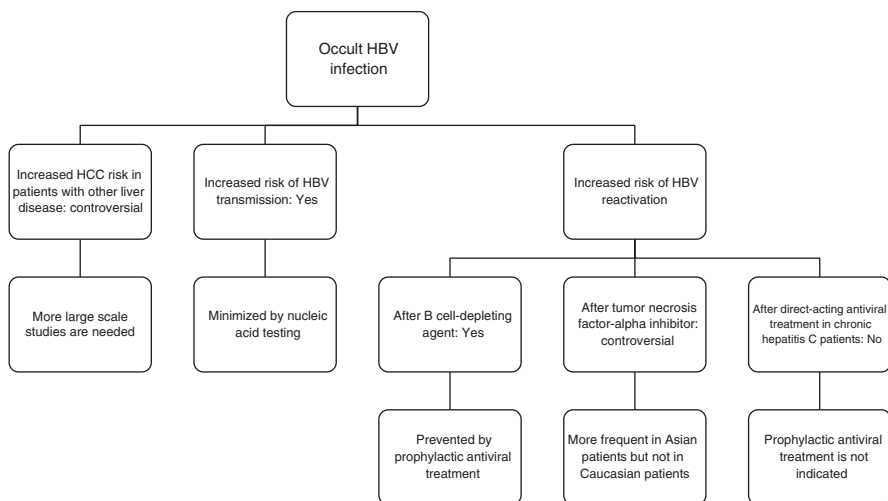 Occult HBV
infection
Increased HCC risk in
patients with other liver
disease: controversial
Increased risk of HBV
transmission: Yes
Increased risk of HBV
reactivation
More large scale
studies are needed
Minimized by nucleic
acid testing
After B cell-depleting
agent: Yes
After tumor necrosis
factor-alpha inhibitor:
controversial
After direct-acting antiviral
treatment in chronic
hepatitis C patients: No
Prevented by
prophylactic antiviral
treatment
More frequent in Asian
patients but not in
Caucasian patients
Prophylactic antiviral
treatment is not
indicated